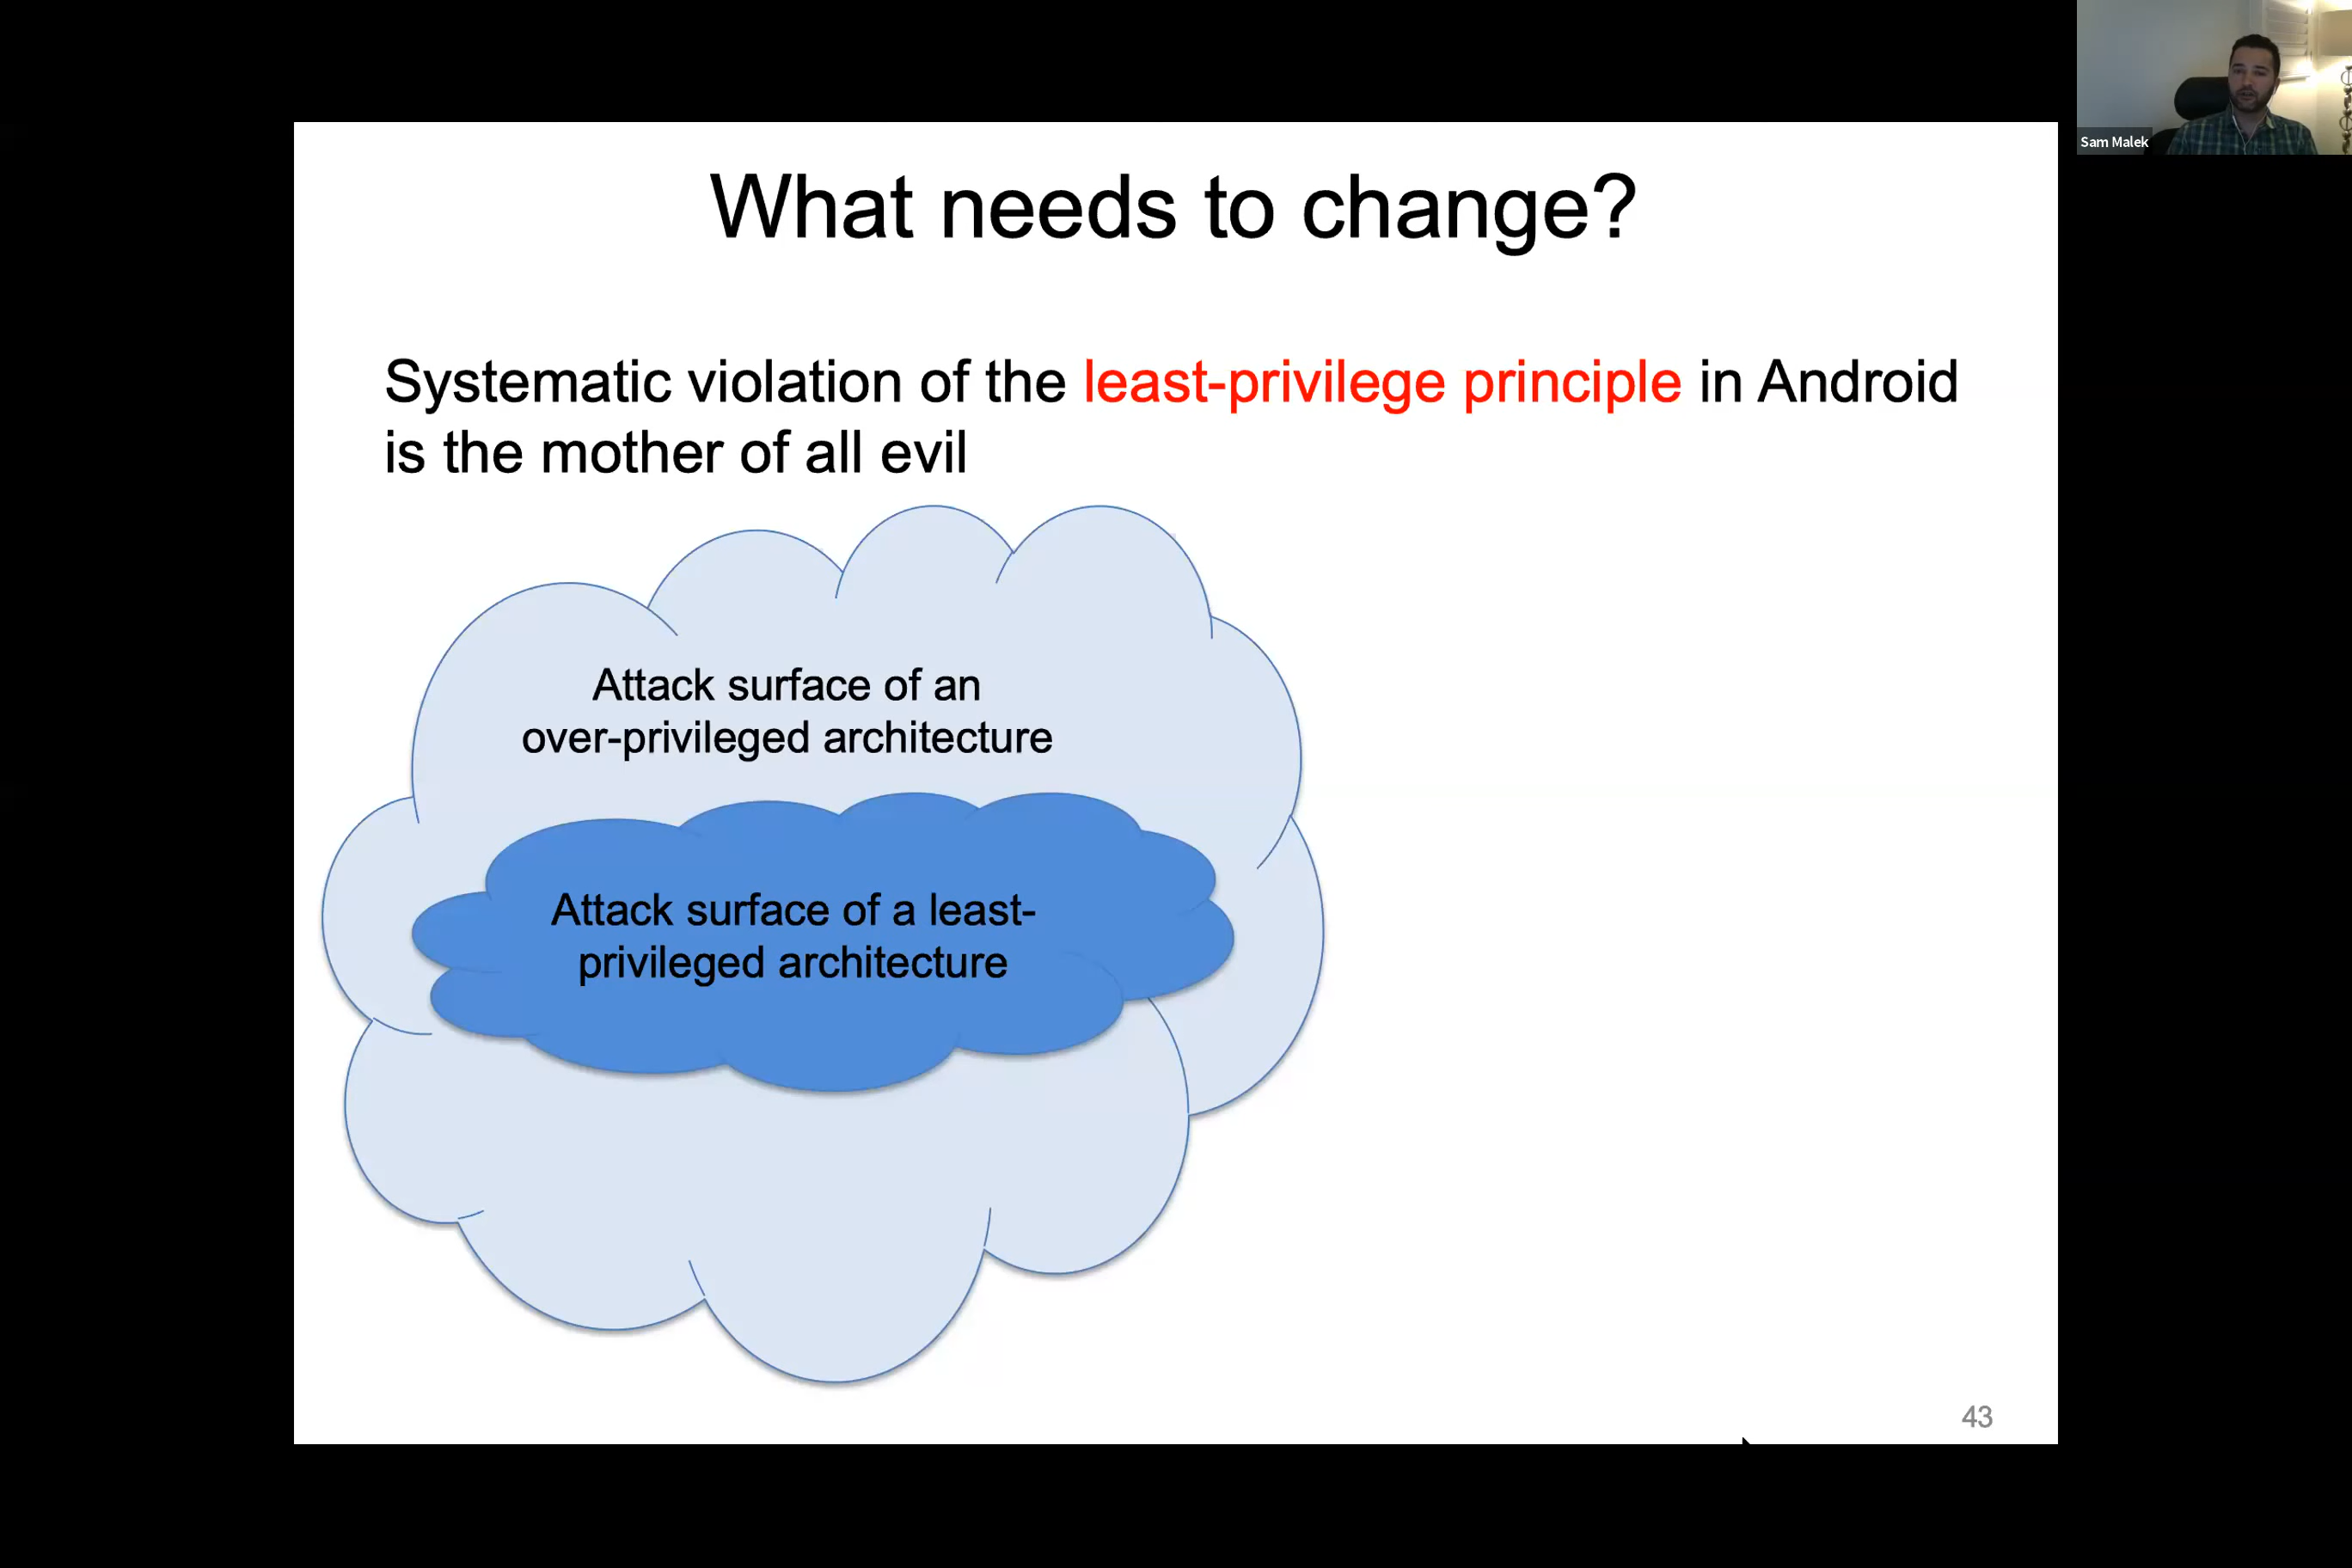 Sam Malek
What needs to change?
Systematic violation of the least-privilege principle in Android
is the mother of all evil
Attack surface of an
over-privileged architecture
Attack surface of a least-
privileged architecture
43